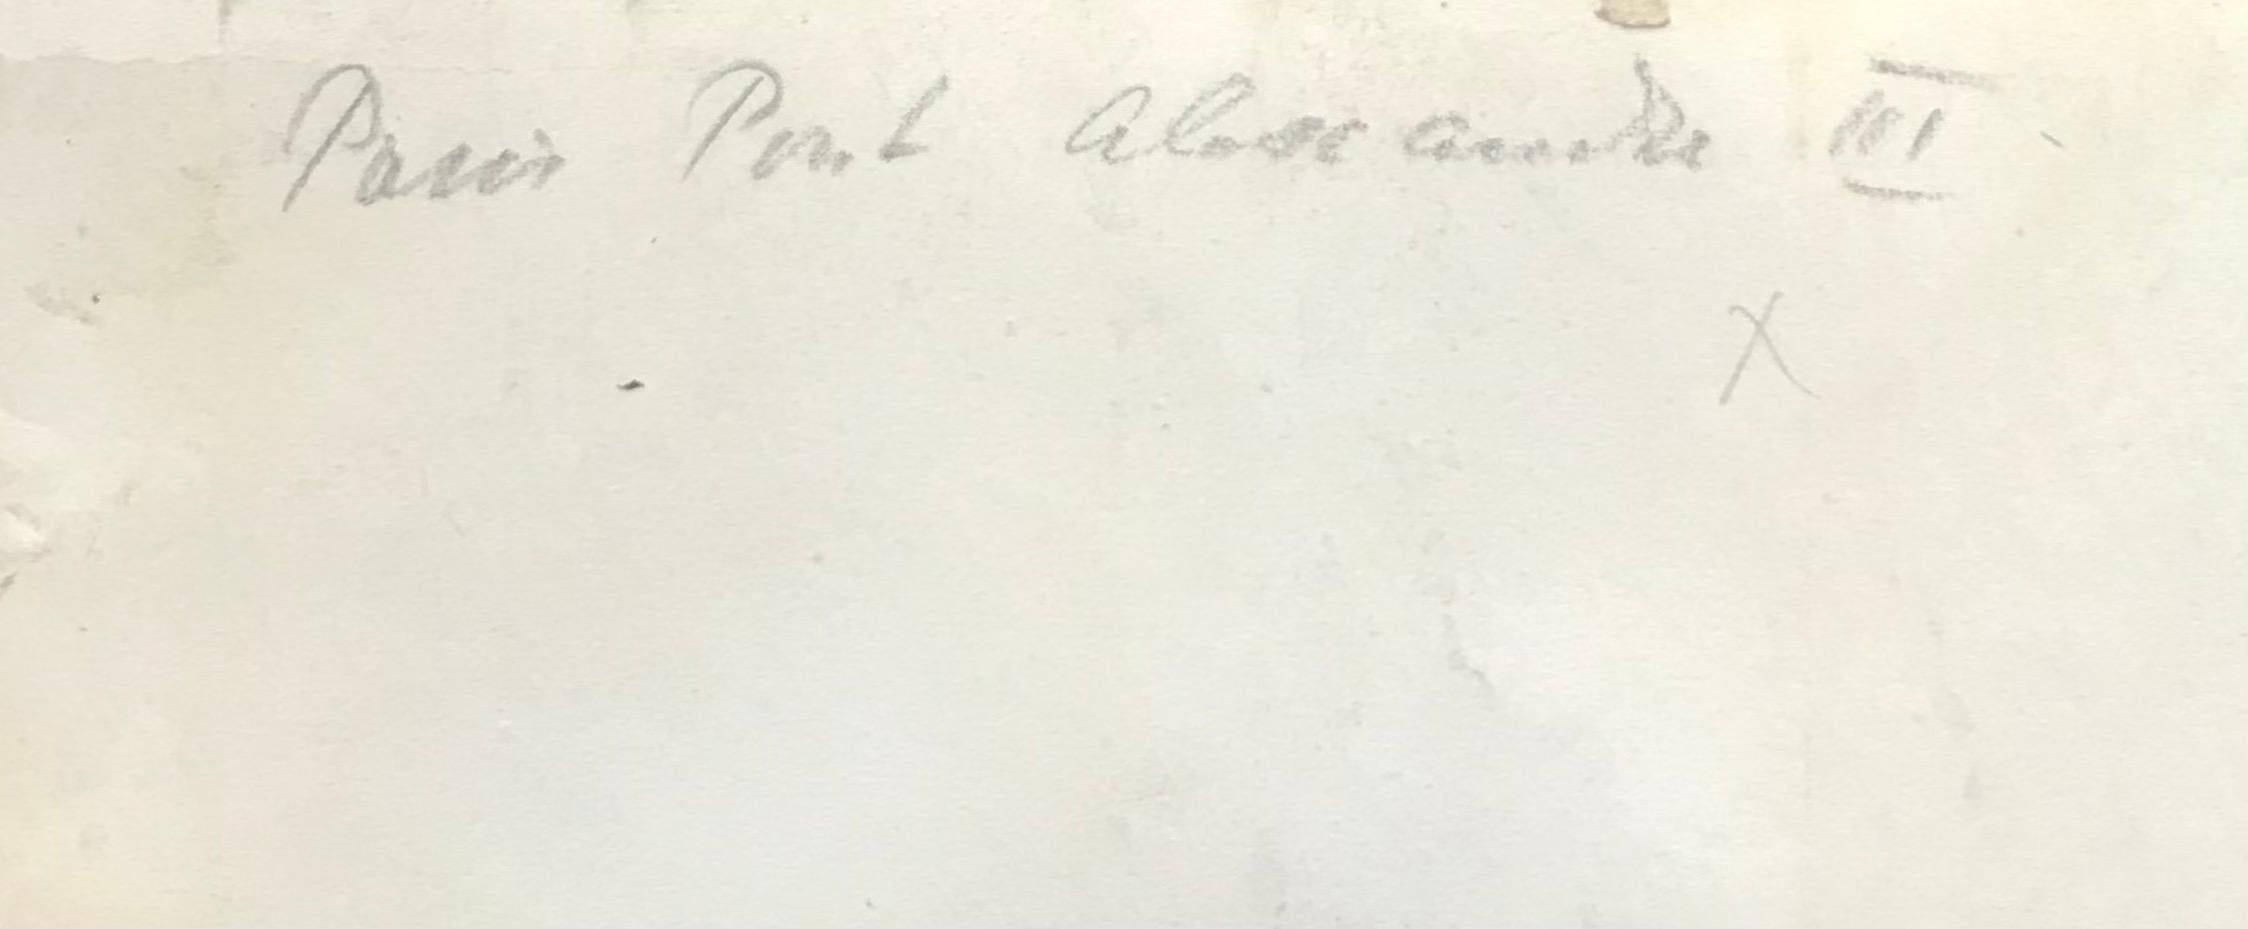 Paris Pont Alexandre III
X